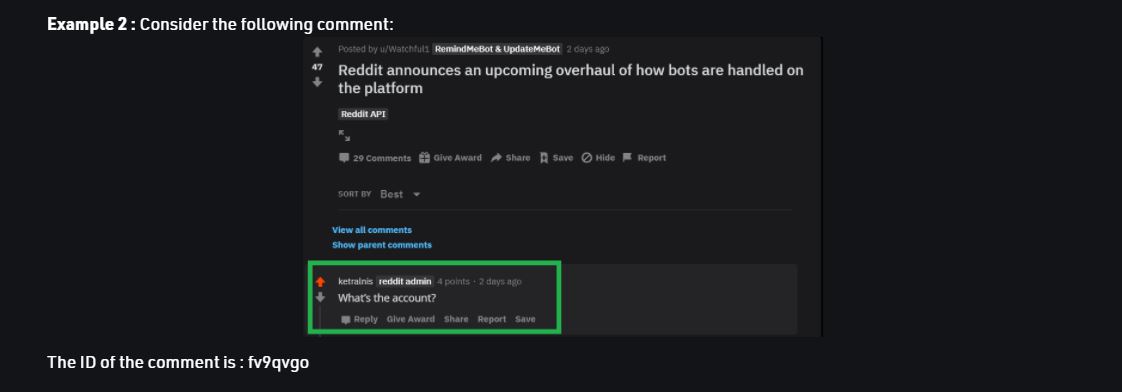 Example 2 : Consider the following comment:
Posted by u/Watchful1 RemindMeBot & UpdateMeBot 2 days ago
47
Reddit announces an upcoming overhaul of how bots are handled on
the platform
Reddit API
29 Comments Give Award Share Save Hide Report
SORT BY Best
View all comments
Show parent comments
ketralnis reddit admin 4 points · 2 days ago
What's the account?
Reply Give Award Share Report Save
The ID of the comment is : fv9qvgo